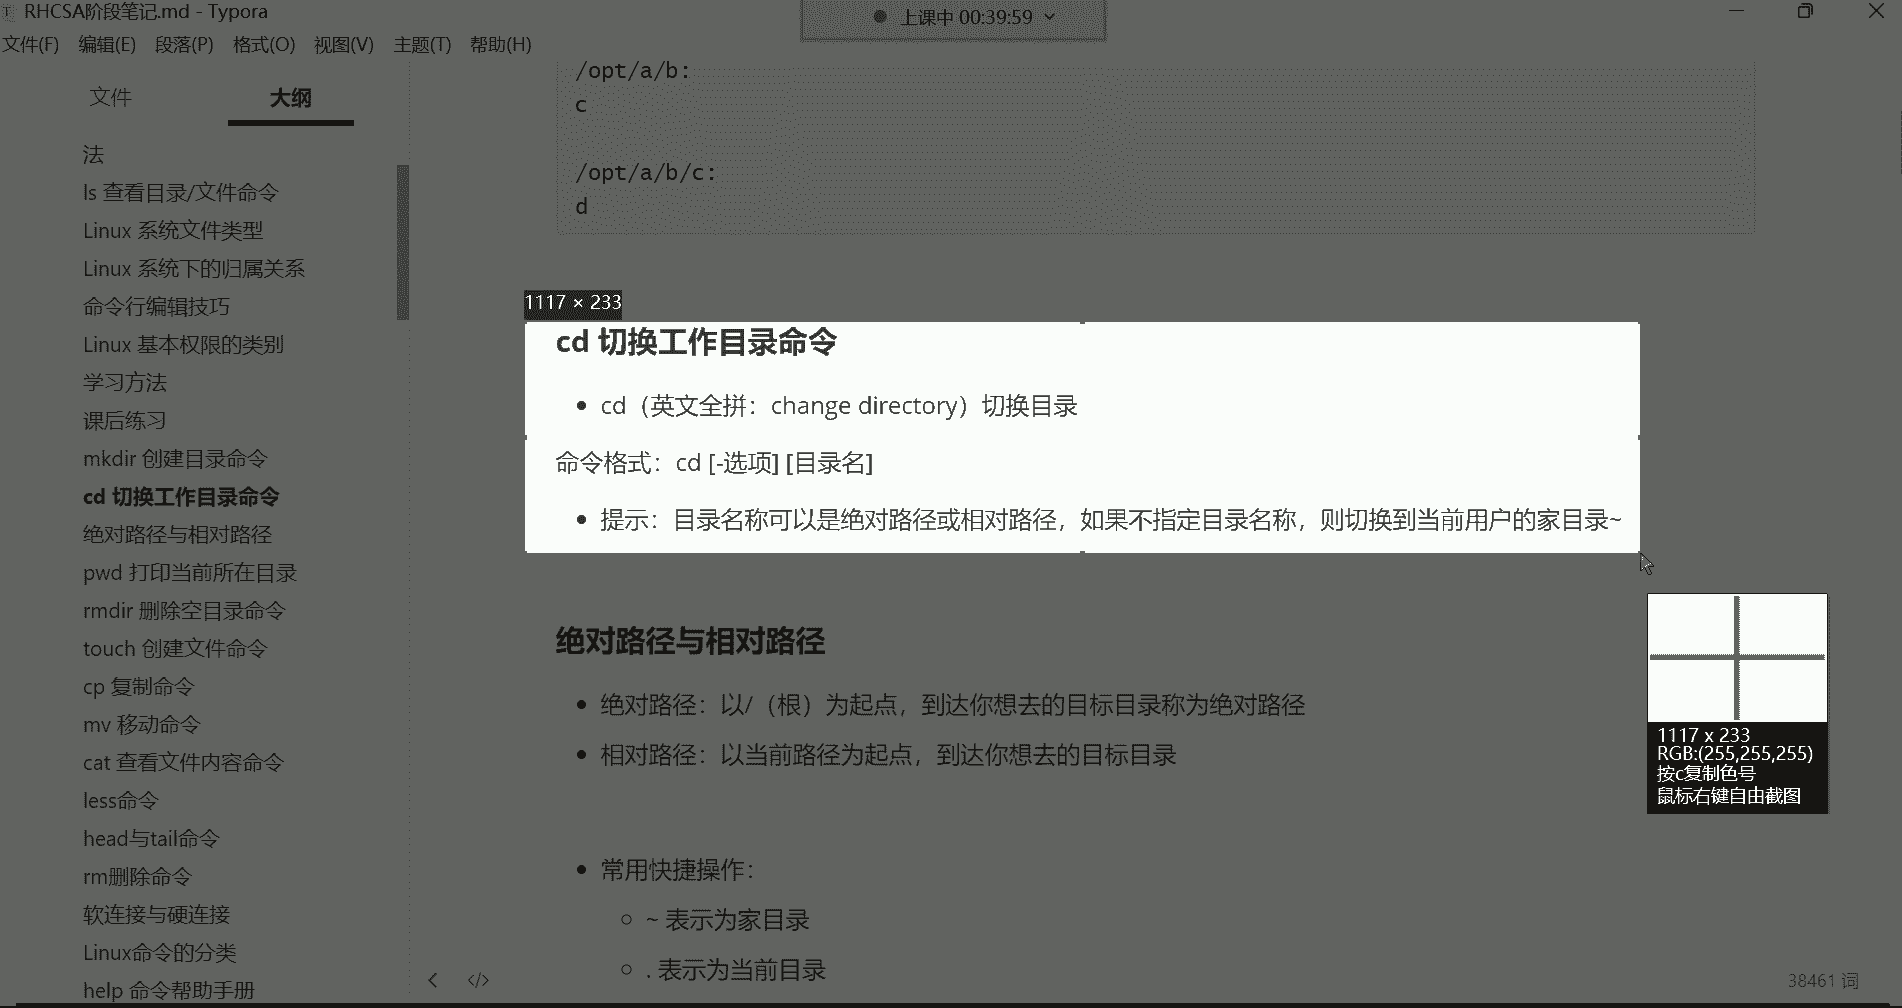 RHCSA阶段笔记.md - Typora
上课中 00:39:59
文件(F) 编辑(E) 段落(P) 格式(O) 视图(V) 主题(T) 帮助(H)
文件 大纲
法
ls 查看目录/文件命令
Linux 系统文件类型
Linux 系统下的归属关系
命令行编辑技巧
Linux 基本权限的类别
学习方法
课后练习
mkdir 创建目录命令
cd 切换工作目录命令
绝对路径与相对路径
pwd 打印当前所在目录
rmdir 删除空目录命令
touch 创建文件命令
cp 复制命令
mv 移动命令
cat 查看文件内容命令
less命令
head与tail命令
rm删除命令
软连接与硬连接
Linux命令的分类
help 命令帮助手册
/opt/a/b:
c
/opt/a/b/c:
d
1117 × 233
cd 切换工作目录命令
cd（英文全拼：change directory）切换目录
命令格式：cd [-选项] [目录名]
提示：目录名称可以是绝对路径或相对路径，如果不指定目录名称，则切换到当前用户的家目录~
绝对路径与相对路径
绝对路径：以/（根）为起点，到达你想去的目标目录称为绝对路径
相对路径：以当前路径为起点，到达你想去的目标目录
常用快捷操作：
~ 表示为家目录
. 表示为当前目录
1117 x 233
RGB:(255,255,255)
按c复制色号
鼠标右键自由截图
38461 词